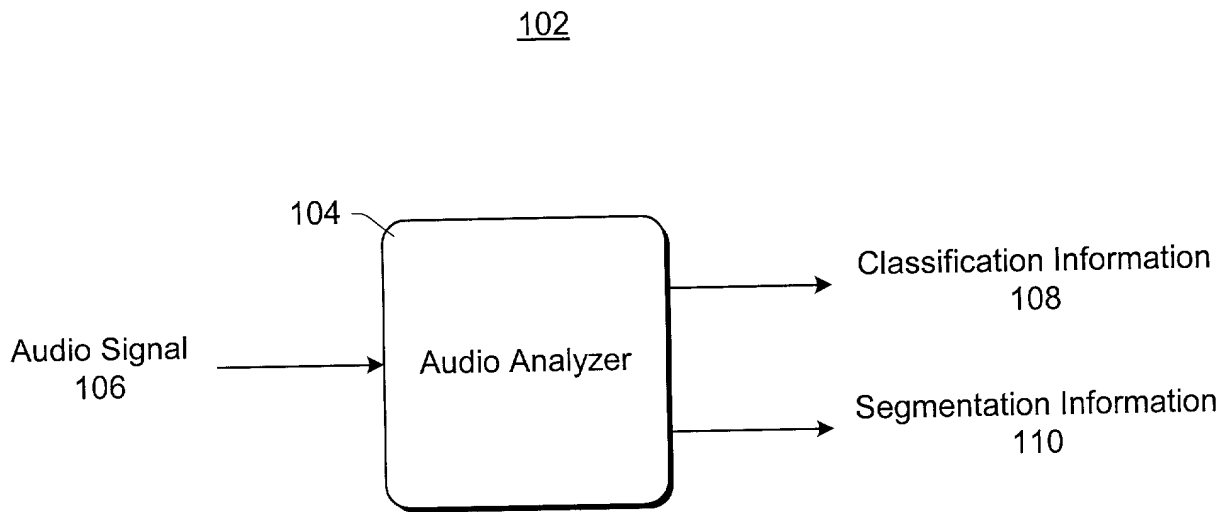 102
104
Audio Signal
106
Audio Analyzer
Classification Information
108
Segmentation Information
110